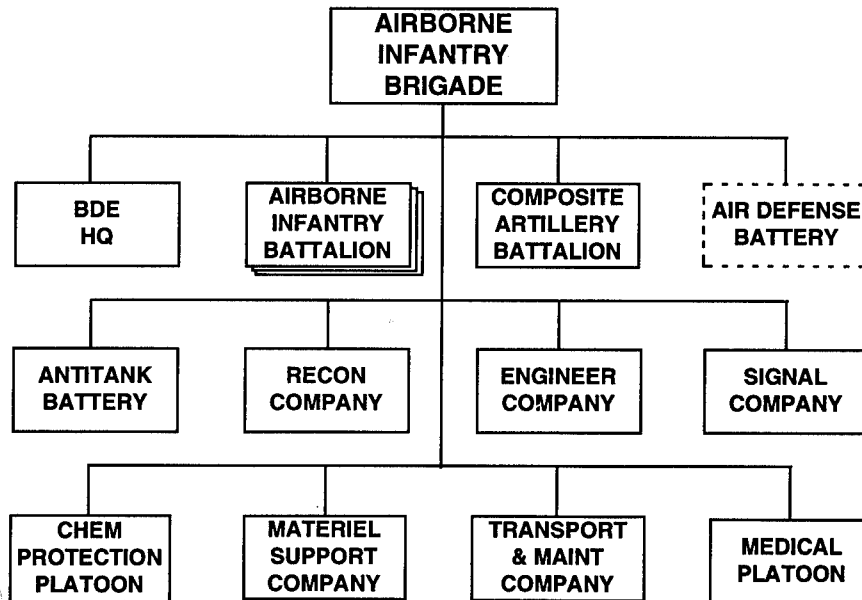 AIRBORNE
INFANTRY
BRIGADE
BDE
HQ
AIRBORNE
INFANTRY
BATTALION
COMPOSITE
ARTILLERY
BATTALION
AIR DEFENSE
BATTERY
ANTITANK
BATTERY
RECON
COMPANY
ENGINEER
COMPANY
SIGNAL
COMPANY
CHEM
PROTECTION
PLATOON
MATERIEL
SUPPORT
COMPANY
TRANSPORT
& MAINT
COMPANY
MEDICAL
PLATOON